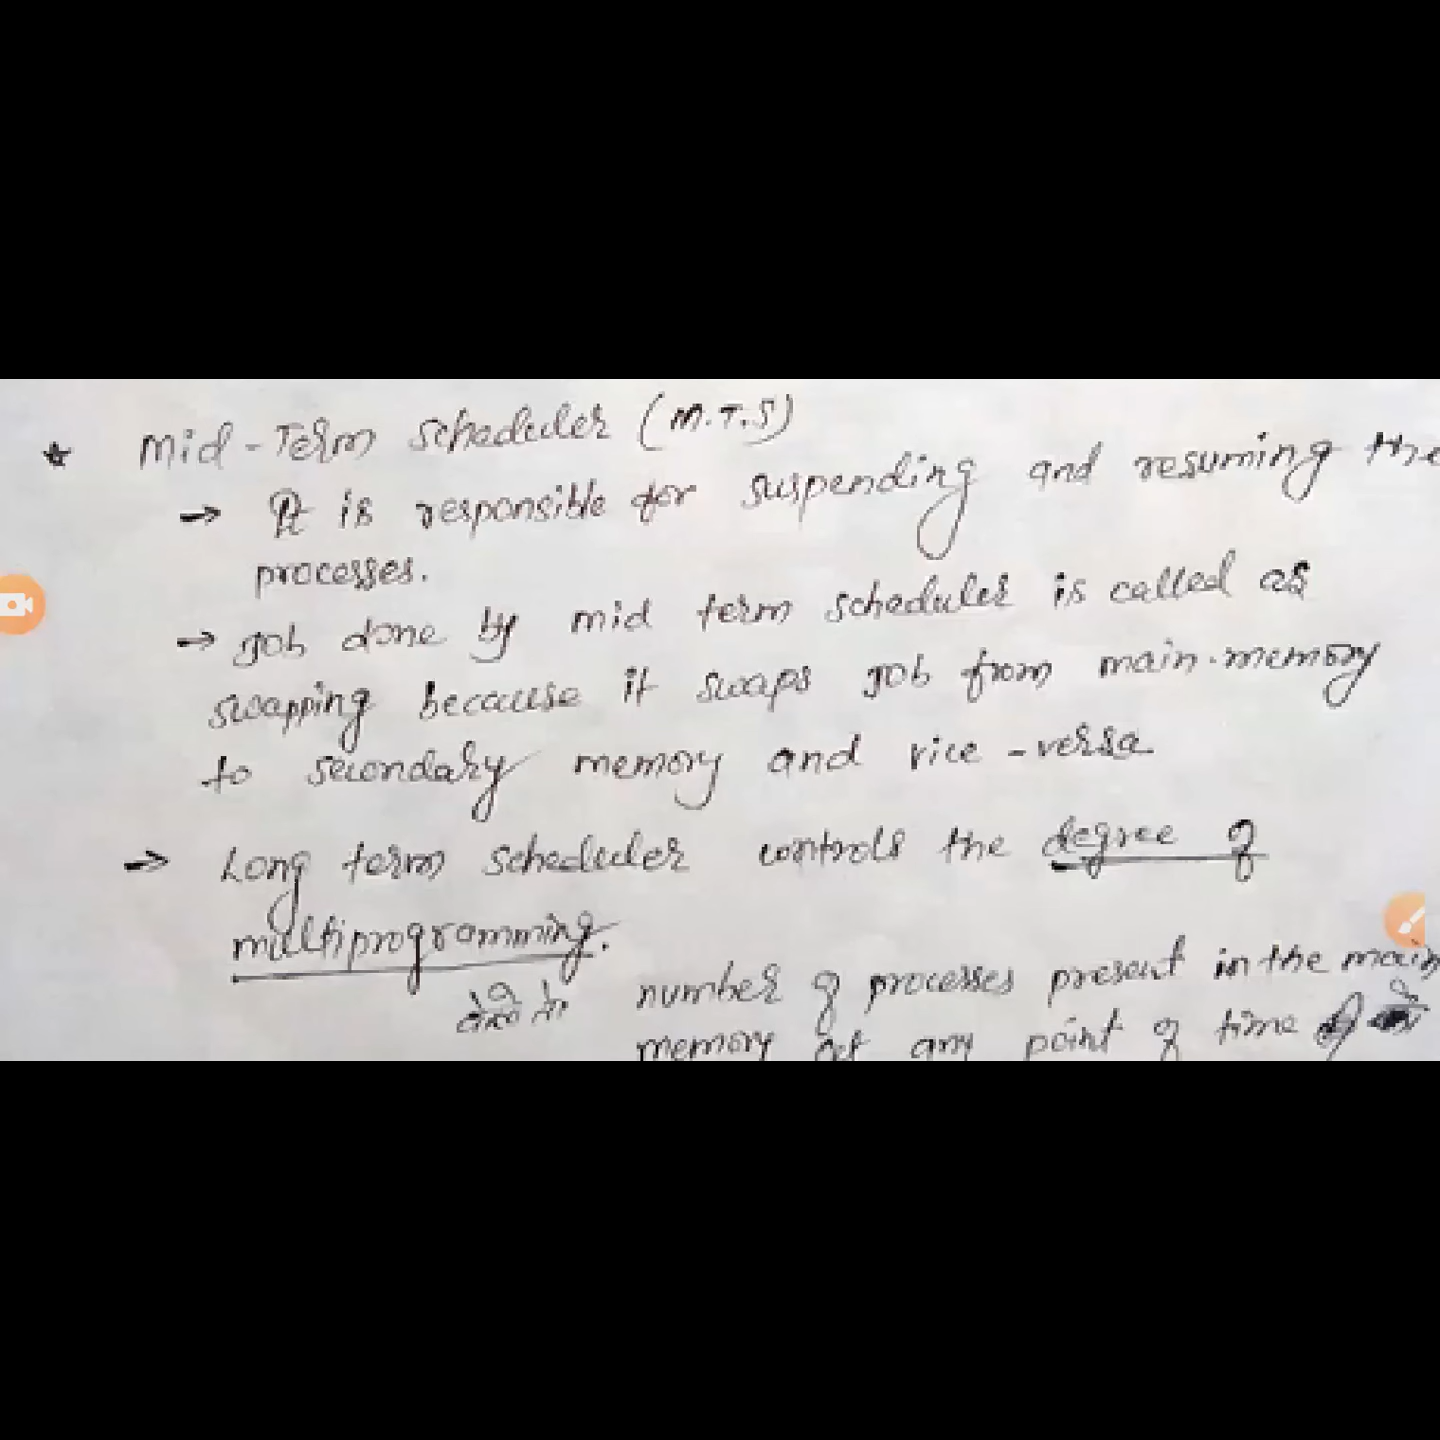 * Mid-Term Scheduler (M.T.S)
→ It is responsible for suspending and resuming the
processes.
→ Job done by mid term scheduler is called as
swapping because it swaps job from main-memory
to secondary memory and vice-versa
→ Long term scheduler controls the degree of
multiprogramming.
number of processes present in the main
memory at any point of time